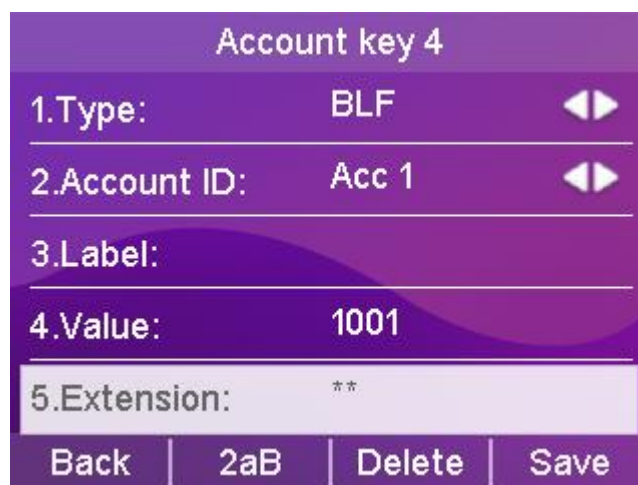 Account key 4
1.Type: BLF
2.Account ID: Acc 1
3.Label:
4.Value: 1001
5.Extension: **
Back 2aB Delete Save